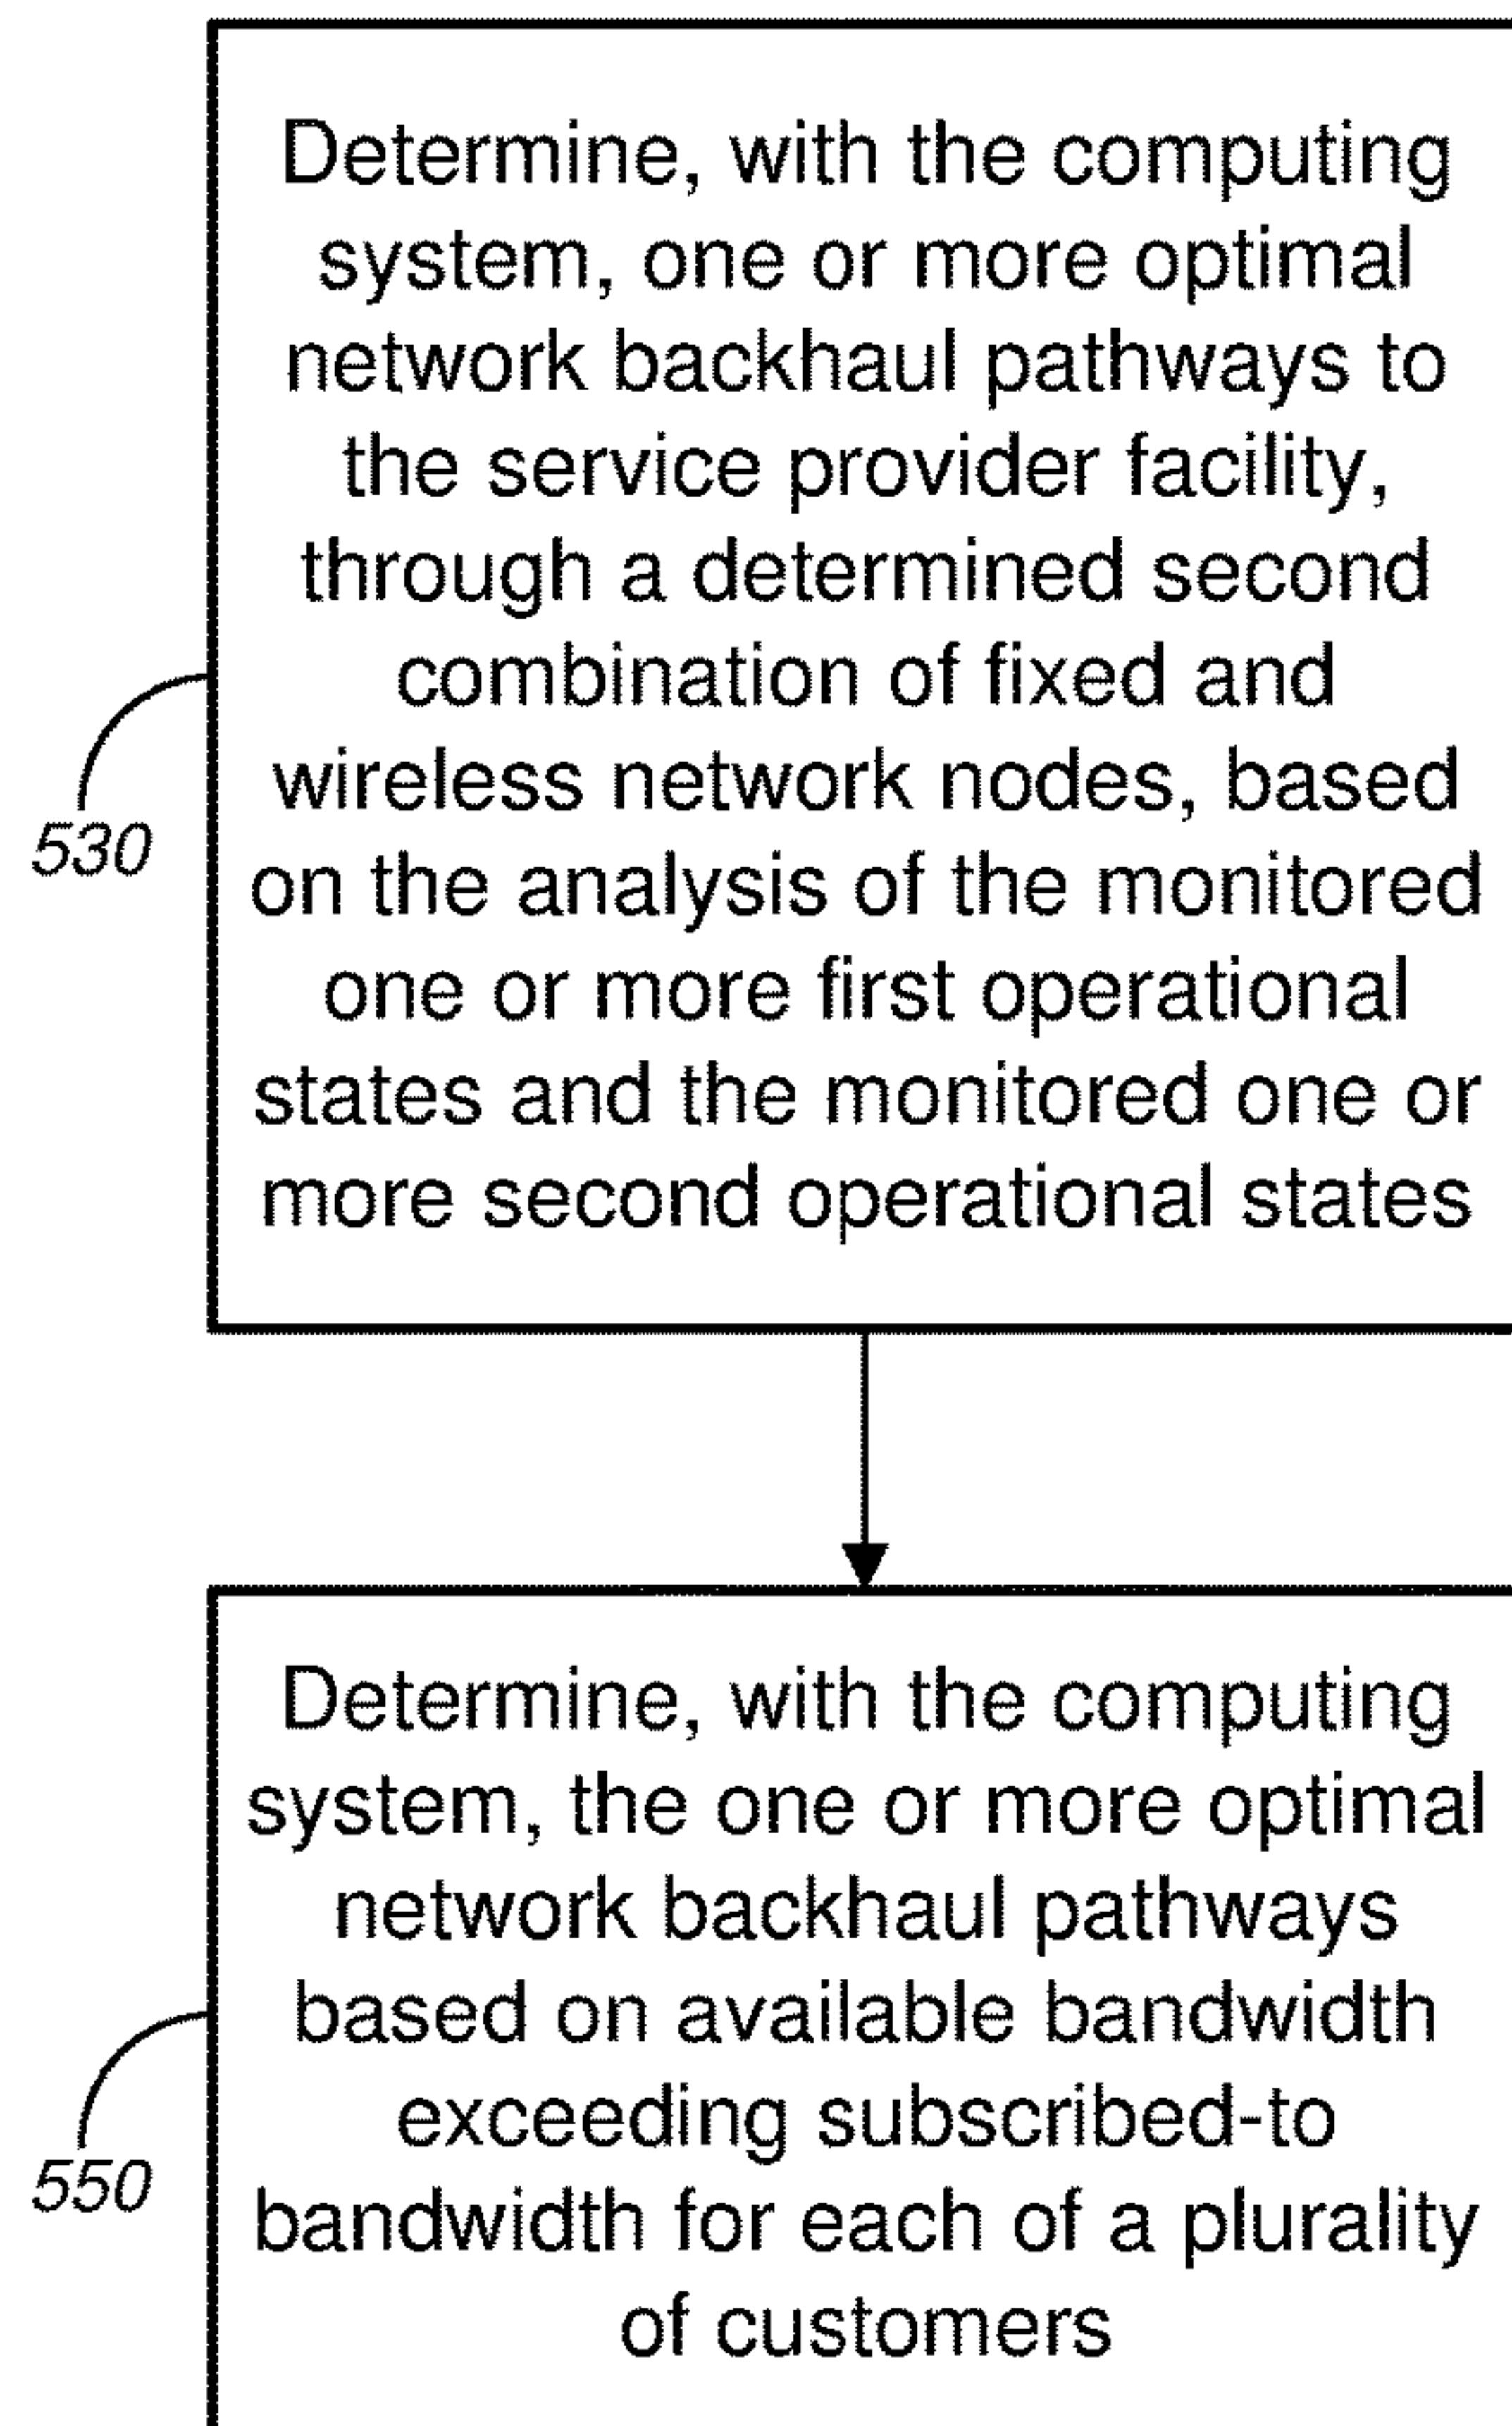 Determine, with the computing
system, one or more optimal
network backhaul pathways to
the service provider facility,
through a determined second
combination of fixed and
wireless network nodes, based
on the analysis of the monitored
one or more first operational
states and the monitored one or
more second operational states
530
Determine, with the computing
system, the one or more optimal
network backhaul pathways
based on available bandwidth
exceeding subscribed-to
bandwidth for each of a plurality
of customers
550